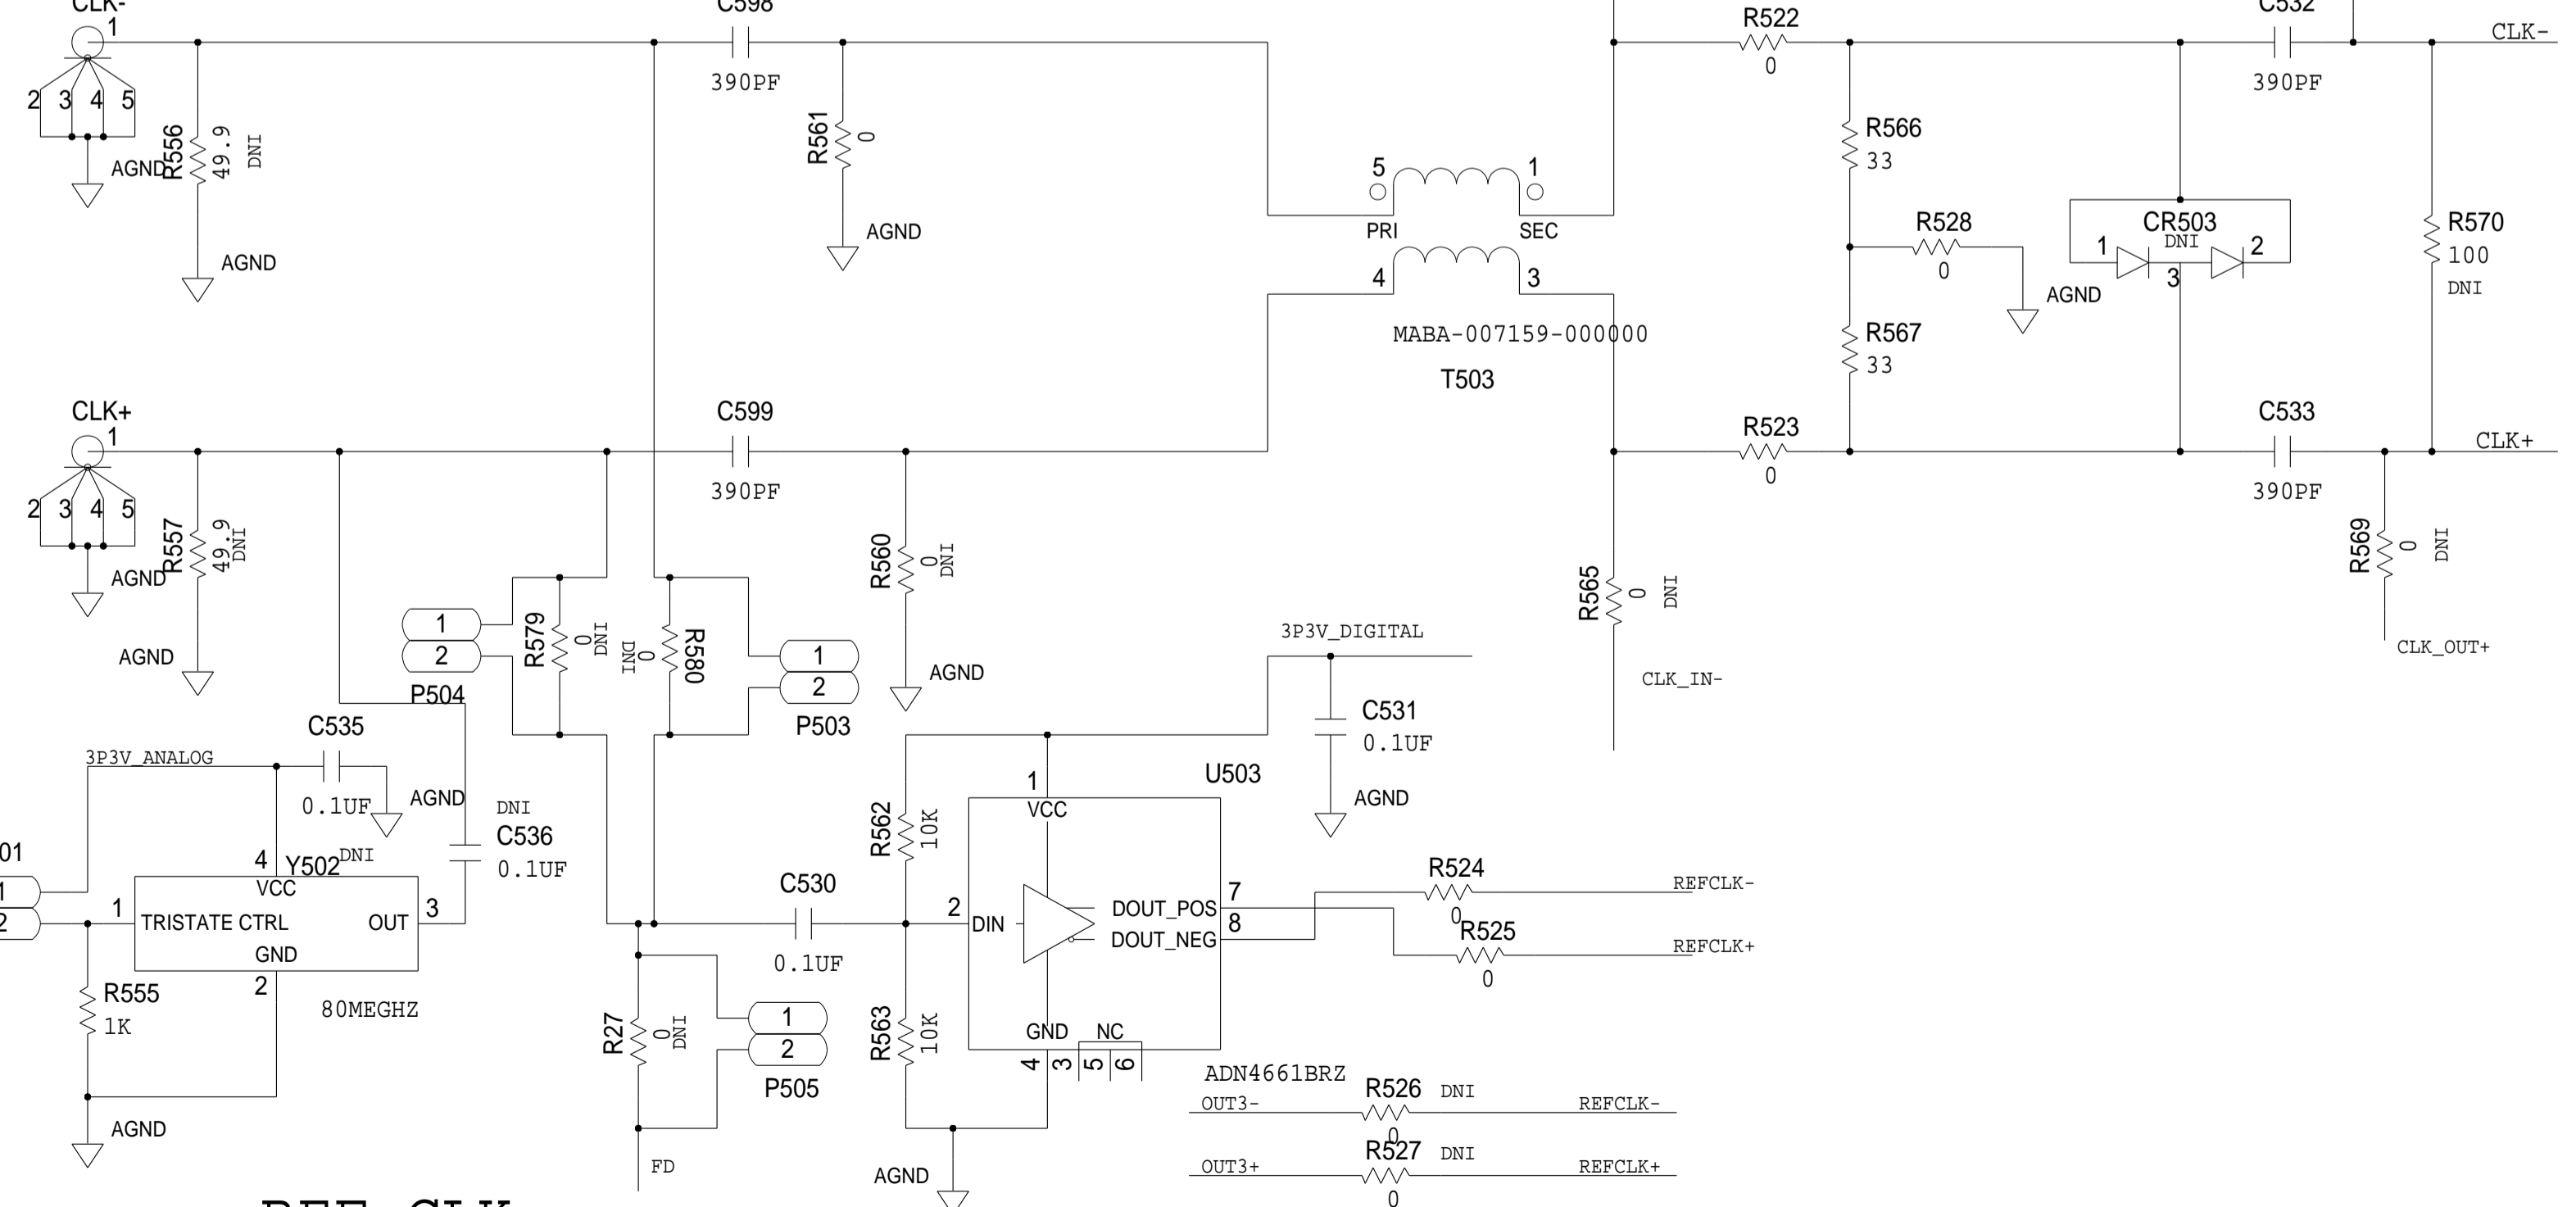 CLK-
1
2 3 4 5
AGND
R556
49.9
DNI
AGND
C598
390PF
R561
0
AGND
5
1
PRI
SEC
4
3
MABA-007159-000000
T503
R522
0
R566
33
R528
0
AGND
R567
33
CR503
DNI
1
2
3
C532
390PF
CLK-
R570
100
DNI
CLK+
1
2 3 4 5
AGND
R557
49.9
DNI
AGND
C599
390PF
R560
0
DNI
AGND
R523
0
C533
390PF
CLK+
R569
0
DNI
CLK_OUT+
R565
0
DNI
CLK_IN-
1
2
P504
R579
0
DNI
DNI
0
R580
1
2
P503
3P3V_DIGITAL
C531
0.1UF
AGND
3P3V_ANALOG
C535
0.1UF
AGND
DNI
C536
0.1UF
01
1
2
4
Y502
DNI
VCC
1
TRISTATE CTRL
OUT
3
GND
2
80MEGHZ
R555
1K
AGND
C530
0.1UF
R562
10K
R563
10K
U503
1
VCC
2
DIN
DOUT_POS
7
DOUT_NEG
8
GND
NC
4 3 5 6
ADN4661BRZ
AGND
R524
0
REFCLK-
R525
0
REFCLK+
R27
0
DNI
1
2
P505
FD
OUT3-
R526
DNI
0
REFCLK-
OUT3+
R527
DNI
0
REFCLK+
REF CLK